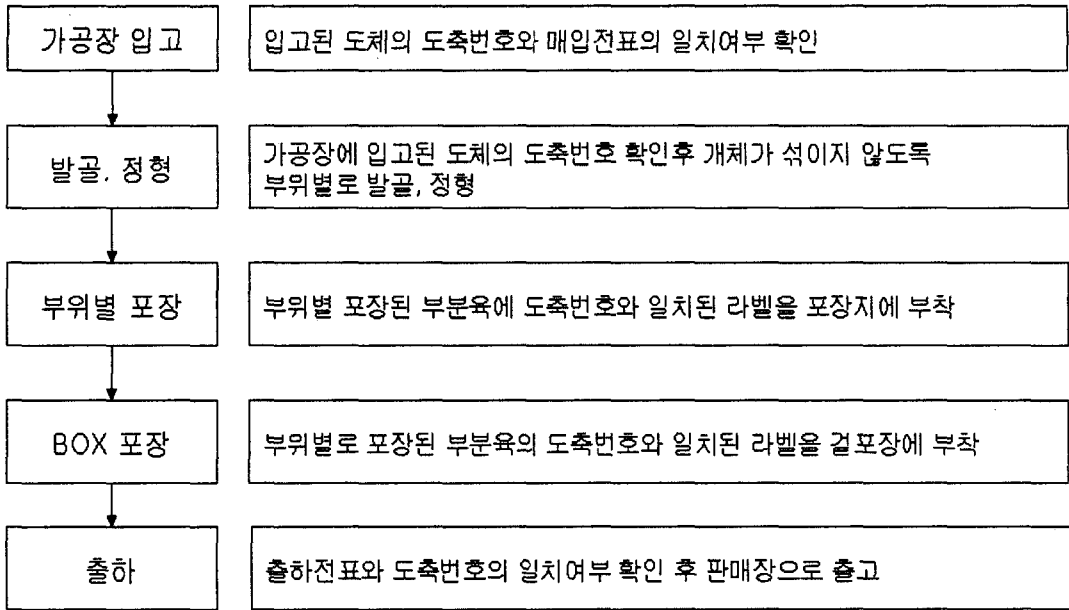 가공장 입고
입고된 도체의 도축번호와 매입전표의 일치여부 확인
발골, 정형
가공장에 입고된 도체의 도축번호 확인후 개체가 섞이지 않도록
부위별로 발골, 정형
부위별 포장
부위별 포장된 부분육에 도축번호와 일치된 라벨을 포장지에 부착
BOX 포장
부위별로 포장된 부분육의 도축번호와 일치된 라벨을 겉포장에 부착
출하
출하전표와 도축번호의 일치여부 확인 후 판매장으로 출고